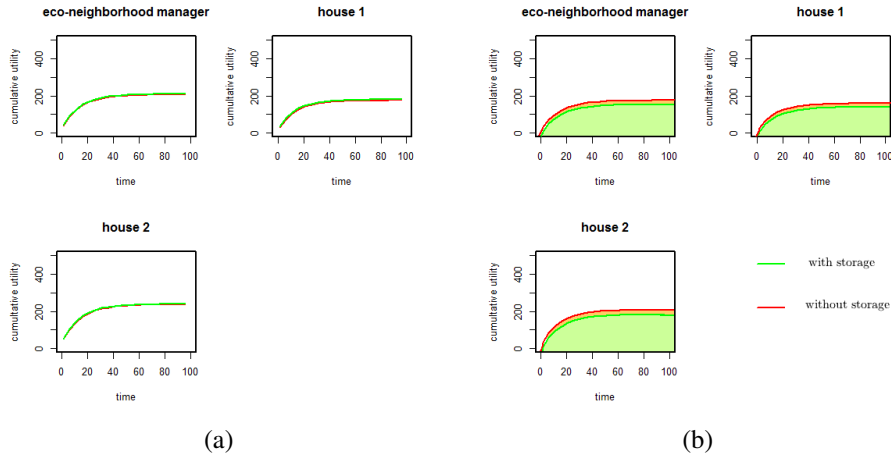 eco-neighborhood manager
cumulative utility
0 200 400
0 20 40 60 80 100
time
house 1
cumultative utility
0 200 400
0 20 40 60 80 100
time
eco-neighborhood manager
cumulative utility
0 200 400
0 20 40 60 80 100
time
house 1
cumultative utility
0 200 400
0 20 40 60 80 100
time
house 2
cumultative utility
0 200 400
0 20 40 60 80 100
time
house 2
cumultative utility
0 200 400
0 20 40 60 80 100
time
with storage
without storage
(a)
(b)